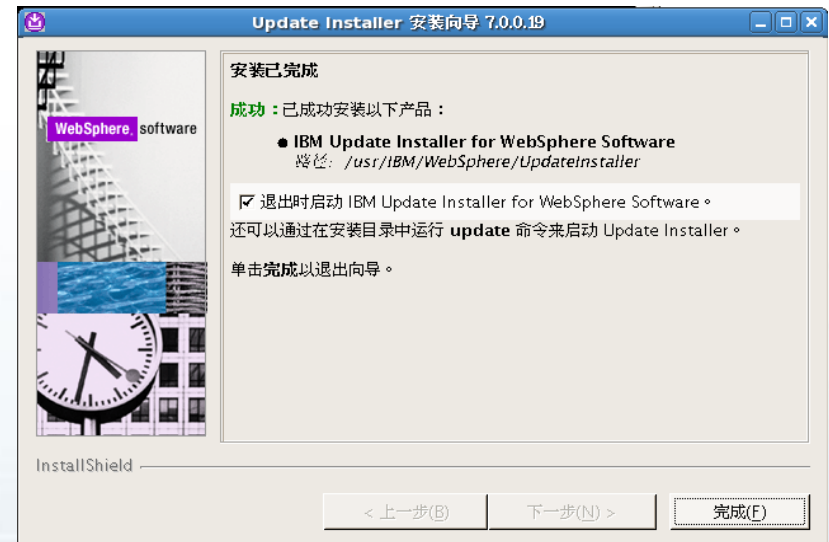 Update Installer 安装向导 7.0.0.19
安装已完成
成功：已成功安装以下产品：
IBM Update Installer for WebSphere Software
路径：/usr/IBM/WebSphere/UpdateInstaller
退出时启动 IBM Update Installer for WebSphere Software。
还可以通过在安装目录中运行 update 命令来启动 Update Installer。
单击完成以退出向导。
WebSphere. software
InstallShield
< 上一步(B)
下一步(N) >
完成(F)